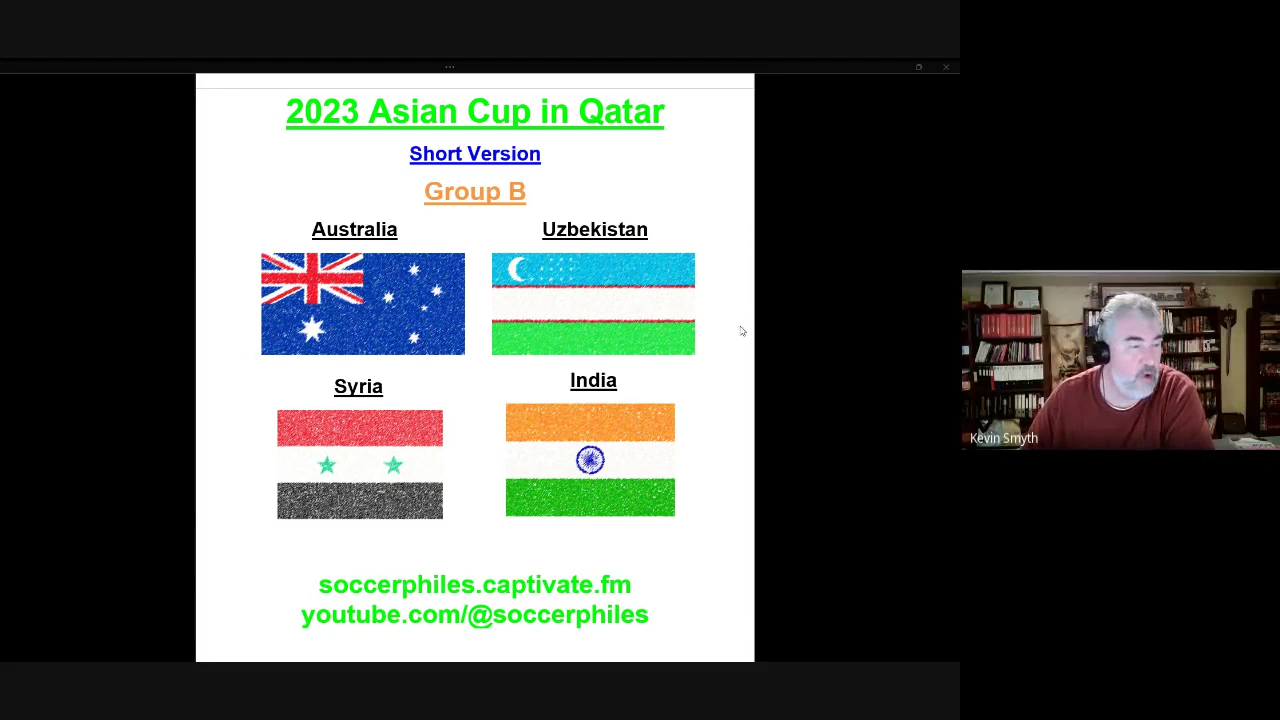 2023 Asian Cup in Qatar
Short Version
Group B
Australia
Uzbekistan
Syria
India
soccerphiles.captivate.fm
youtube.com/@soccerphiles
Kevin Smyth